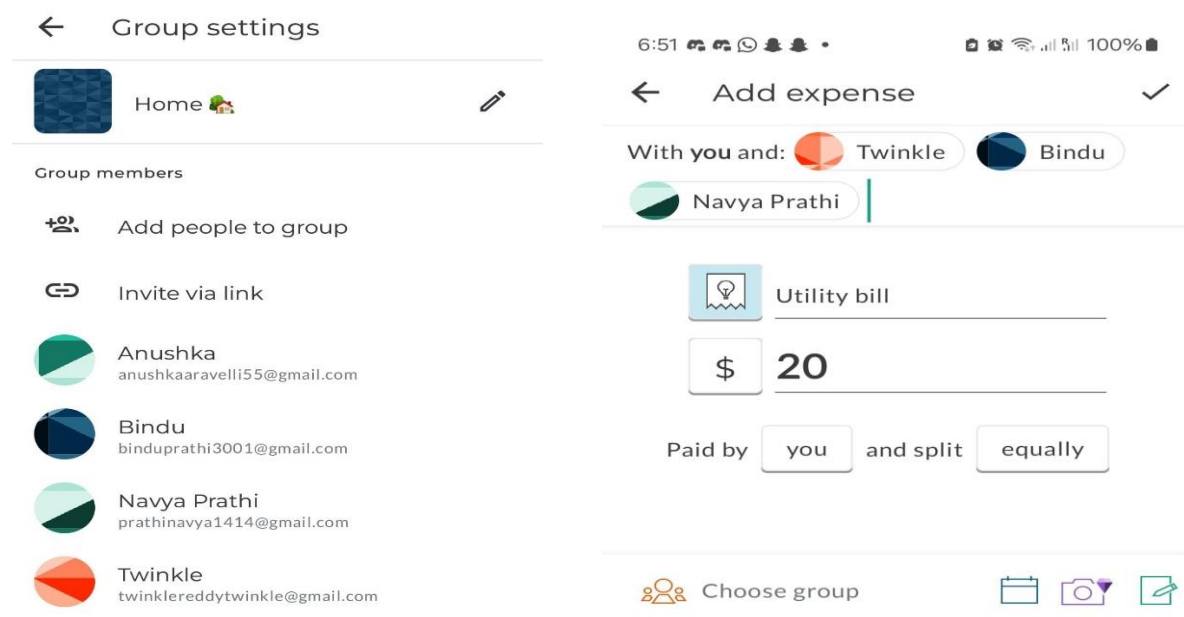 Group settings
Home
Group members
Add people to group
Invite via link
Anushka
anushkaaravelli55@gmail.com
Bindu
binduprathi3001@gmail.com
Navya Prathi
prathinavya1414@gmail.com
Twinkle
twinklereddytwinkle@gmail.com
6:51 100%
Add expense
With you and: Twinkle Bindu
Navya Prathi
Utility bill
$ 20
Paid by you and split equally
Choose group